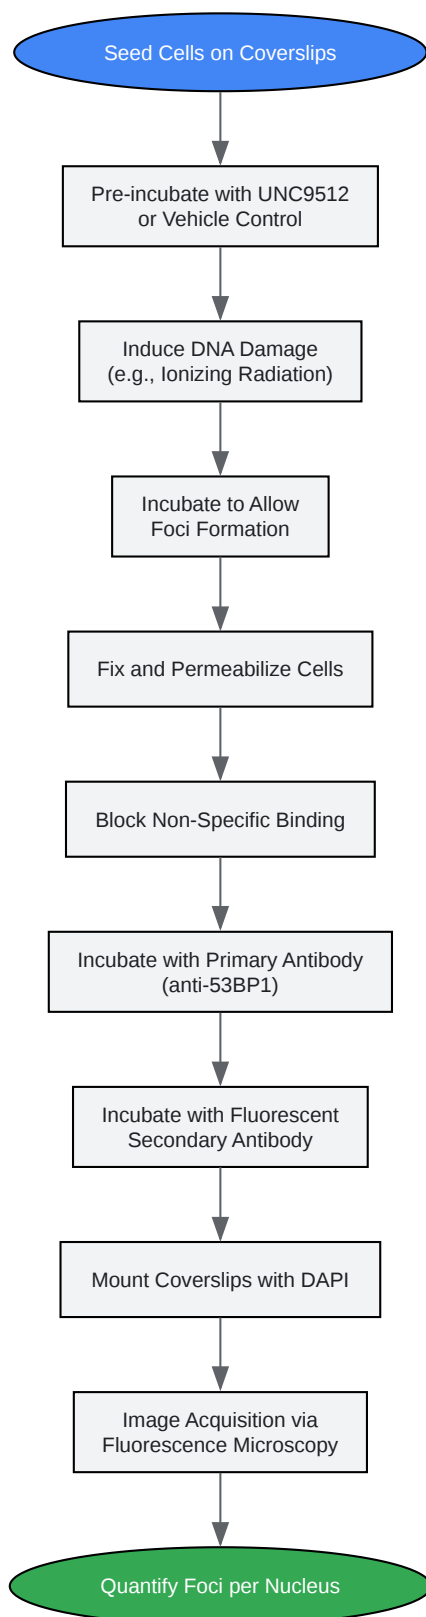 Seed Cells on Coverslips
Pre-incubate with UNC9512
or Vehicle Control
Induce DNA Damage
(e.g., Ionizing Radiation)
Incubate to Allow
Foci Formation
Fix and Permeabilize Cells
Block Non-Specific Binding
Incubate with Primary Antibody
(anti-53BP1)
Incubate with Fluorescent
Secondary Antibody
Mount Coverslips with DAPI
Image Acquisition via
Fluorescence Microscopy
Quantify Foci per Nucleus